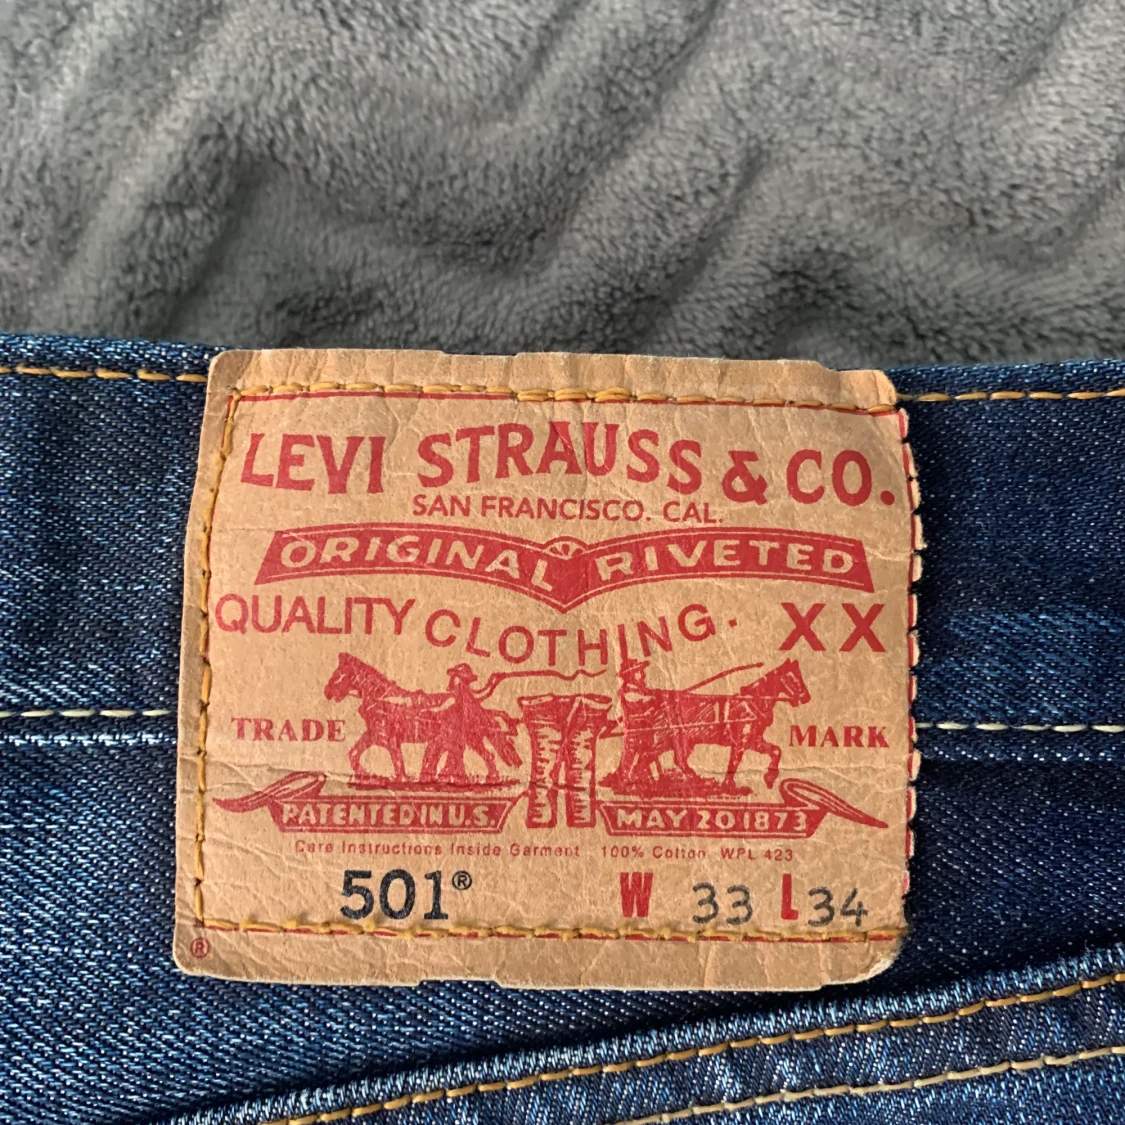 LEVI STRAUSS & CO.
SAN FRANCISCO. CAL.
ORIGINAL RIVETED
QUALITY CLOTHING. XX
TRADE MARK
PATENTED IN U.S. MAY 20 1873
Care Instructions Inside Garment 100% Cotton WPL 423
501® W 33 L 34
®